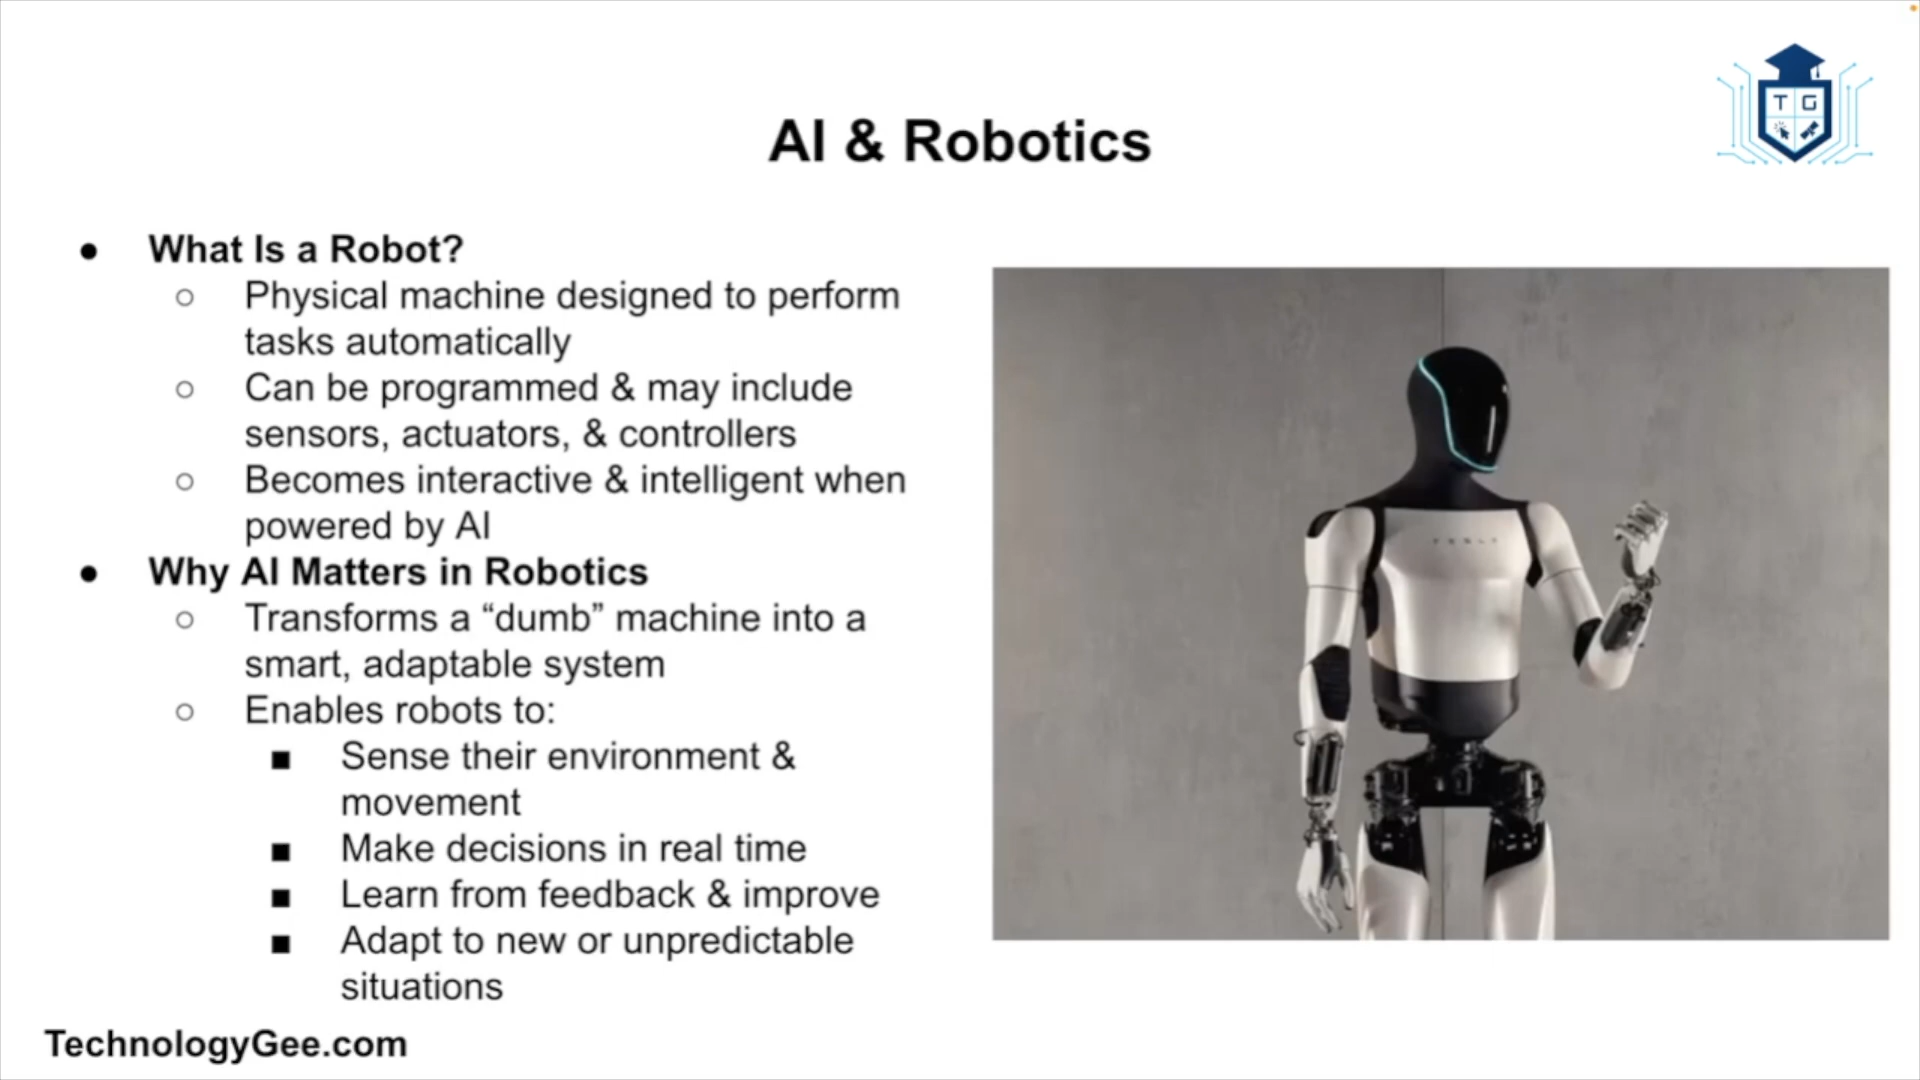 AI & Robotics
T G
● What Is a Robot?
○ Physical machine designed to perform
tasks automatically
○ Can be programmed & may include
sensors, actuators, & controllers
○ Becomes interactive & intelligent when
powered by AI
● Why AI Matters in Robotics
○ Transforms a “dumb” machine into a
smart, adaptable system
○ Enables robots to:
■ Sense their environment &
movement
■ Make decisions in real time
■ Learn from feedback & improve
■ Adapt to new or unpredictable
situations
TESLA
TechnologyGee.com